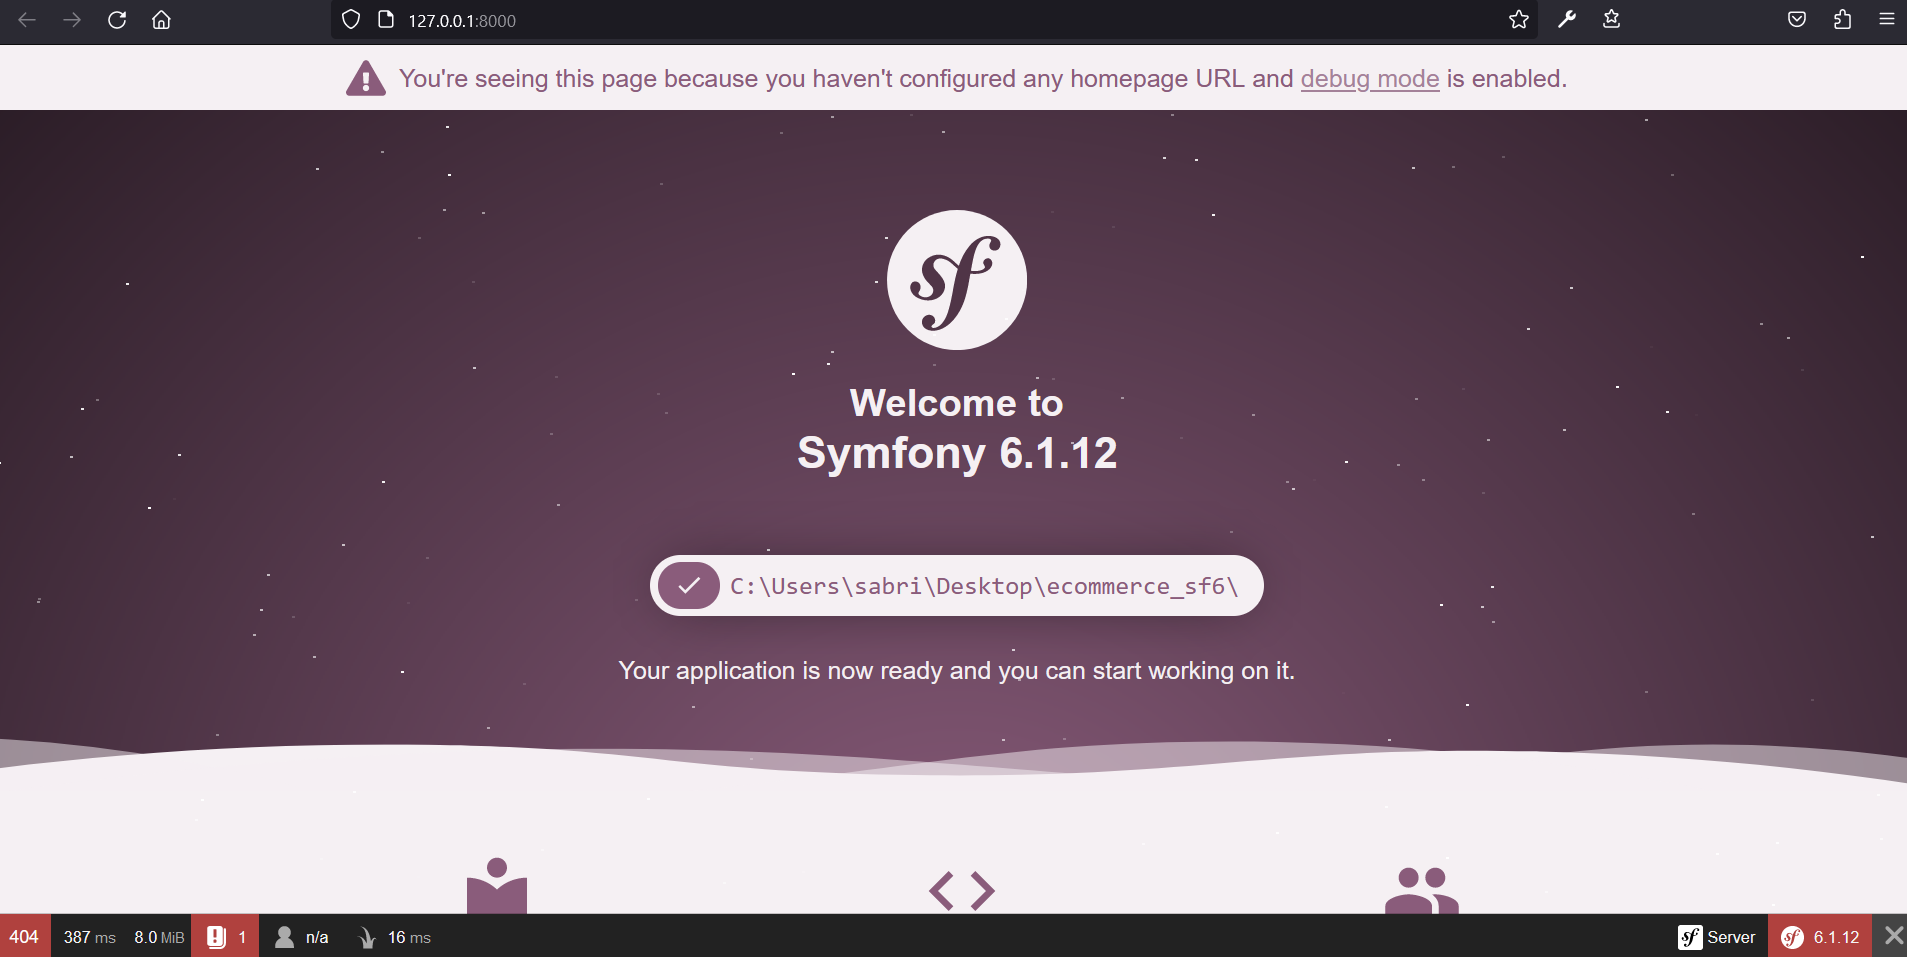 127.0.0.1:8000
You're seeing this page because you haven't configured any homepage URL and debug mode is enabled.
sf
Welcome to
Symfony 6.1.12
C:\Users\sabri\Desktop\ecommerce_sf6\
Your application is now ready and you can start working on it.
404 387 ms 8.0 MiB 1 n/a 16 ms sf Server sf 6.1.12